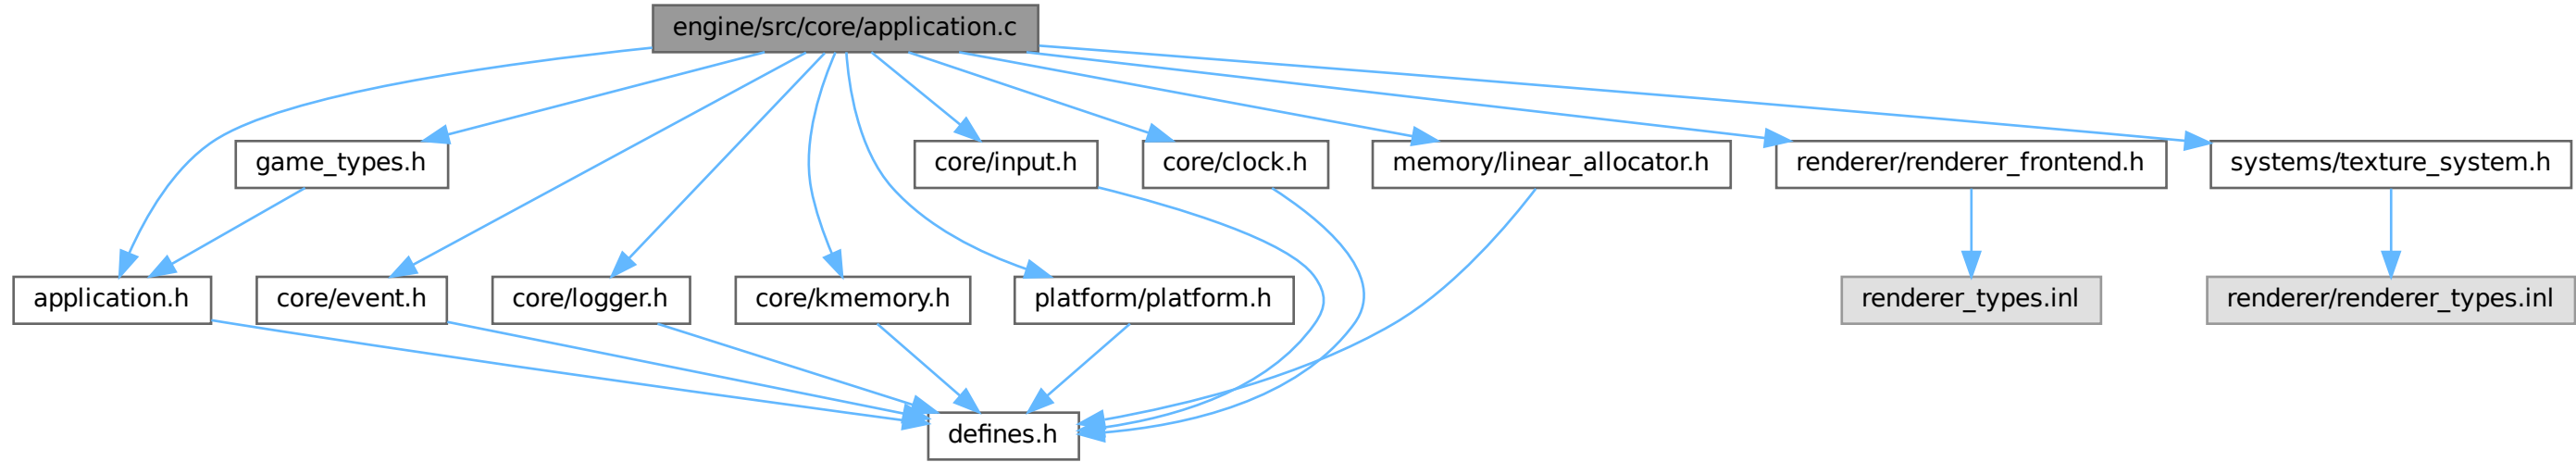 engine/src/core/application.c
game_types.h
core/input.h
core/clock.h
memory/linear_allocator.h
renderer/renderer_frontend.h
systems/texture_system.h
application.h
core/event.h
core/logger.h
core/kmemory.h
platform/platform.h
renderer_types.inl
renderer/renderer_types.inl
defines.h